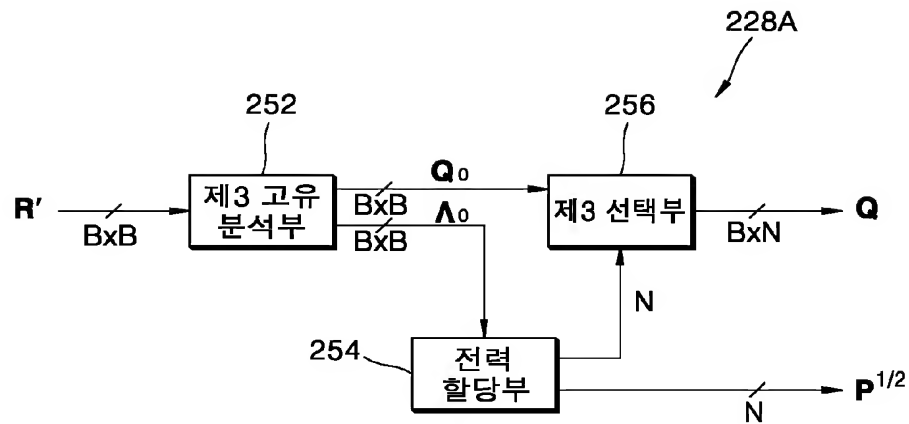 228A
252
256
R'
BxB
제3 고유
분석부
Q₀
BxB
Λ₀
BxB
제3 선택부
BxN
Q
N
254
전력
할당부
N
P^1/2